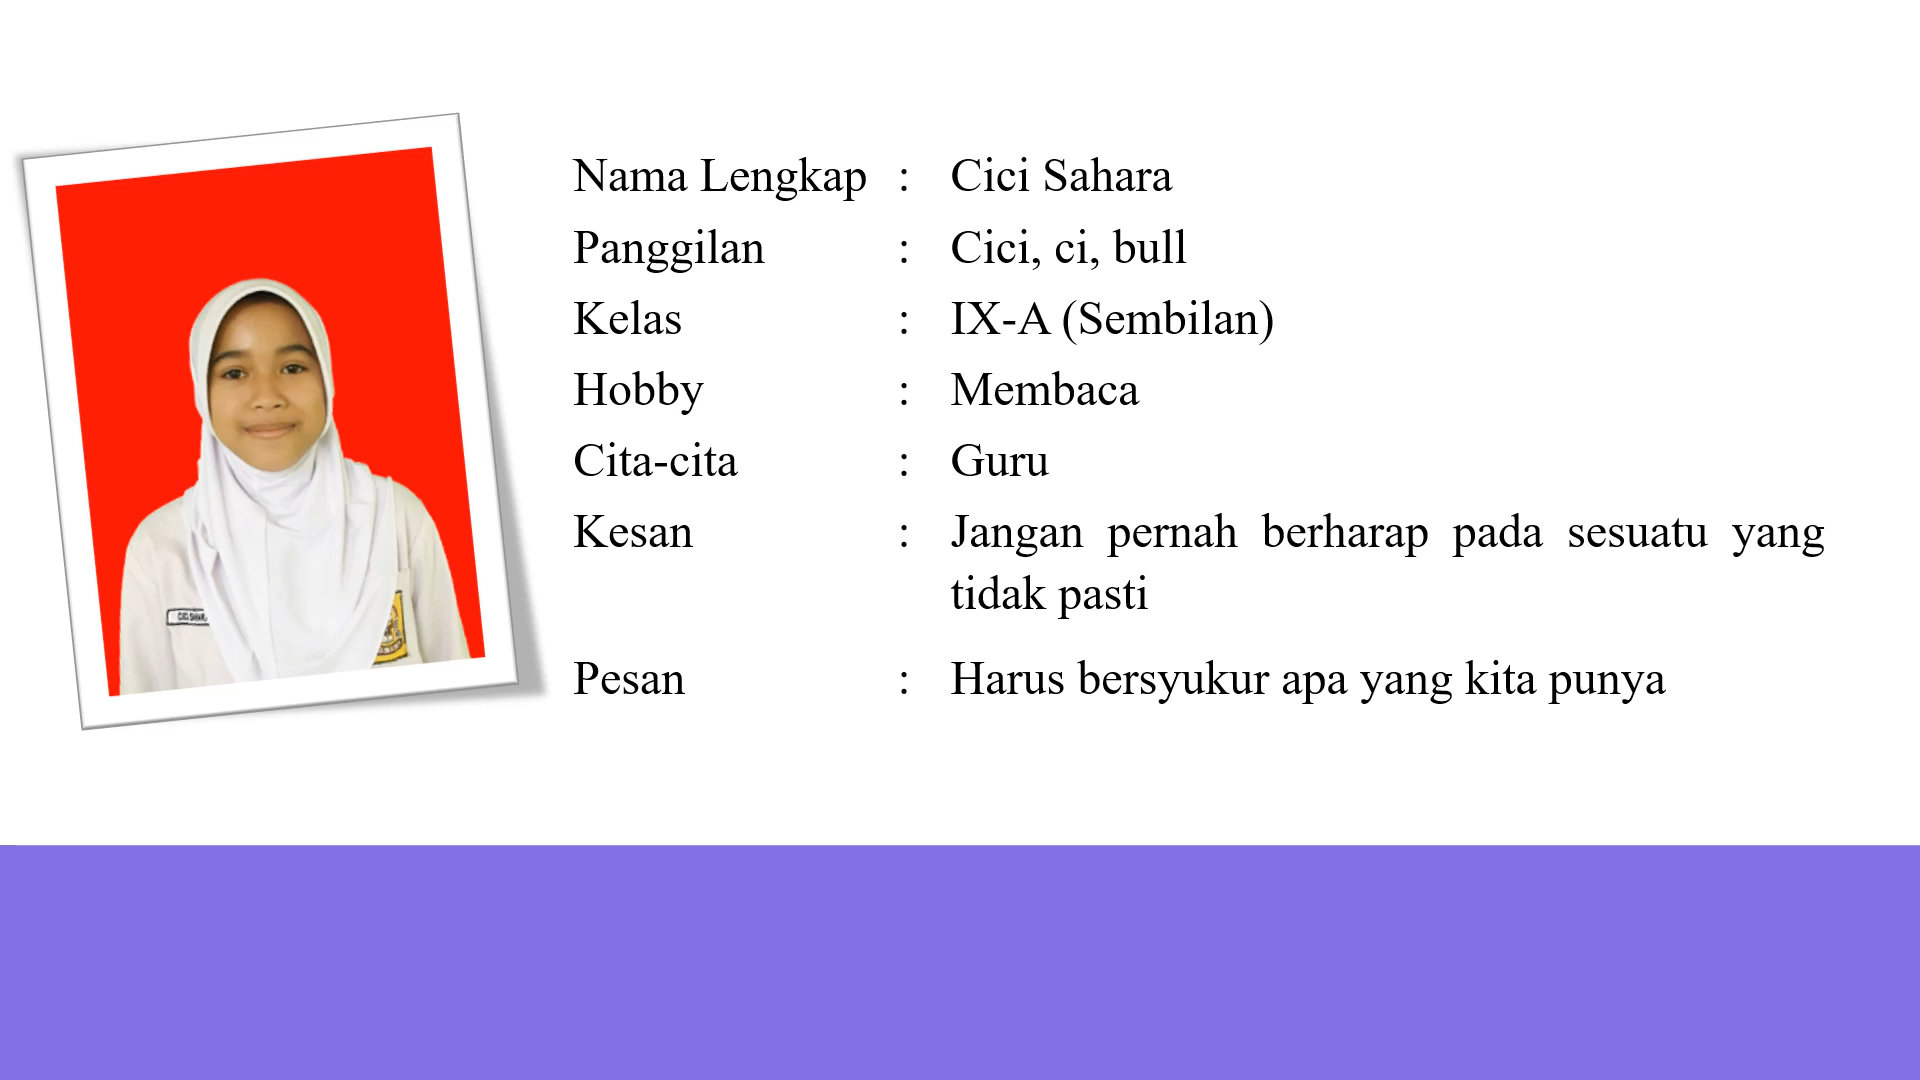 Nama Lengkap : Cici Sahara
Panggilan : Cici, ci, bull
Kelas : IX-A (Sembilan)
Hobby : Membaca
Cita-cita : Guru
Kesan : Jangan pernah berharap pada sesuatu yang
tidak pasti
Pesan : Harus bersyukur apa yang kita punya